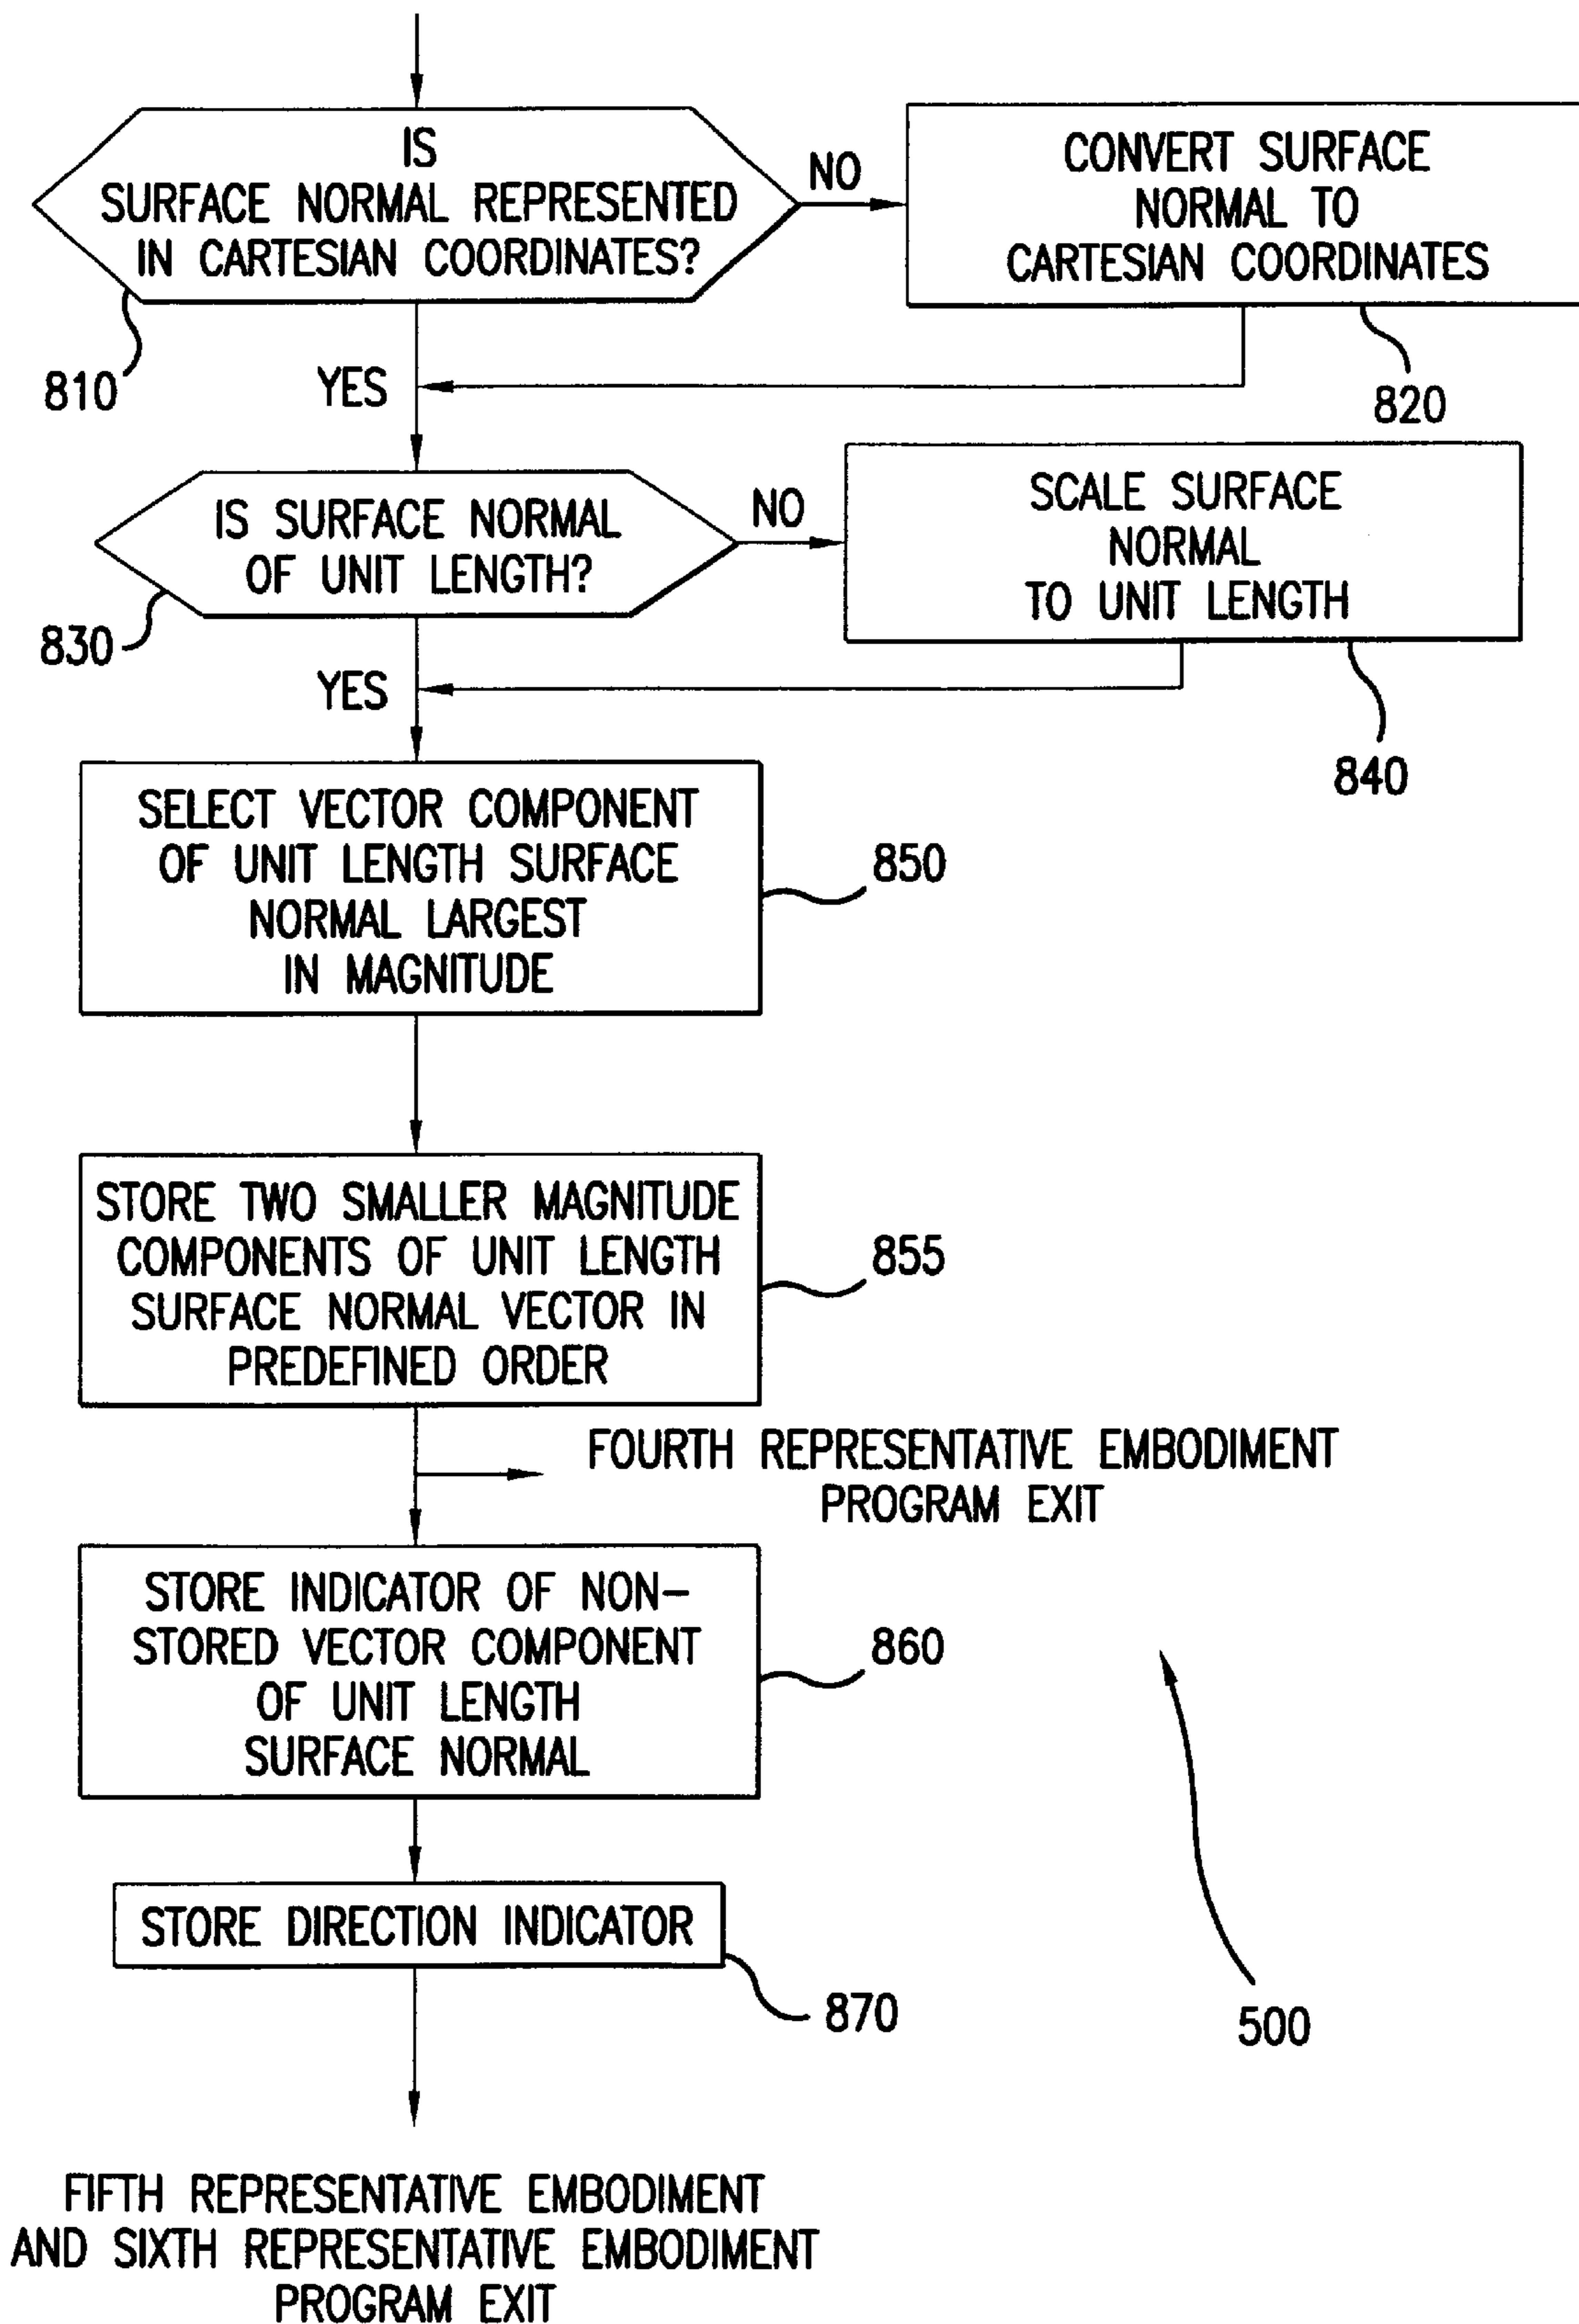 IS
SURFACE NORMAL REPRESENTED
IN CARTESIAN COORDINATES?
NO
CONVERT SURFACE
NORMAL TO
CARTESIAN COORDINATES
810
YES
820
IS SURFACE NORMAL
OF UNIT LENGTH?
NO
SCALE SURFACE
NORMAL
TO UNIT LENGTH
830
YES
840
SELECT VECTOR COMPONENT
OF UNIT LENGTH SURFACE
NORMAL LARGEST
IN MAGNITUDE
850
STORE TWO SMALLER MAGNITUDE
COMPONENTS OF UNIT LENGTH
SURFACE NORMAL VECTOR IN
PREDEFINED ORDER
855
FOURTH REPRESENTATIVE EMBODIMENT
PROGRAM EXIT
STORE INDICATOR OF NON-
STORED VECTOR COMPONENT
OF UNIT LENGTH
SURFACE NORMAL
860
STORE DIRECTION INDICATOR
870
500
FIFTH REPRESENTATIVE EMBODIMENT
AND SIXTH REPRESENTATIVE EMBODIMENT
PROGRAM EXIT